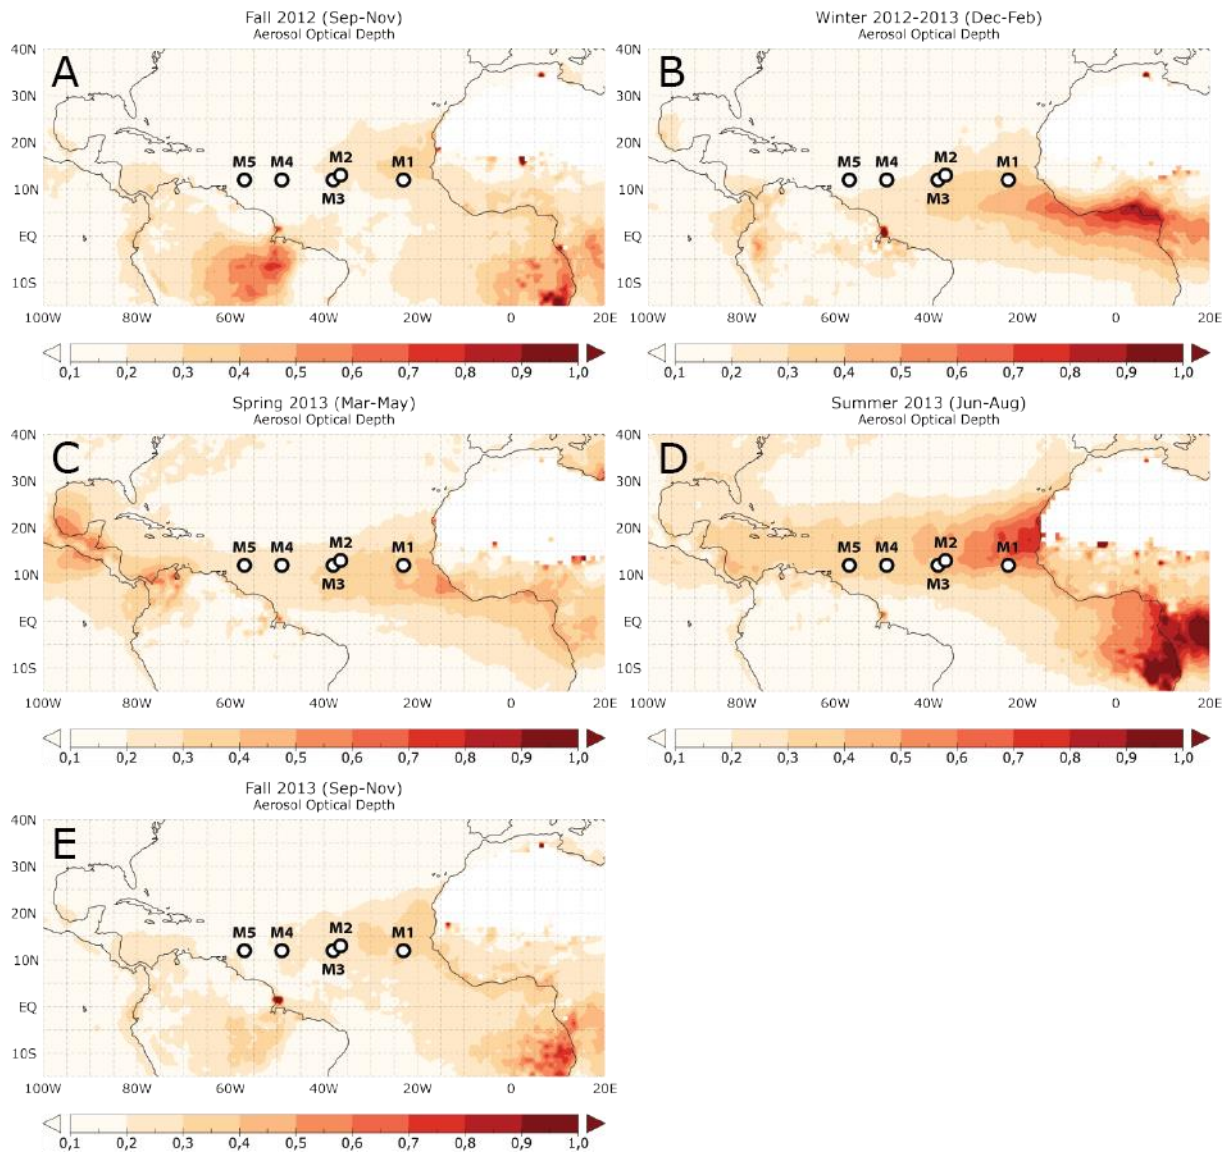 Fall 2012 (Sep-Nov)
Aerosol Optical Depth
A
40N
30N
20N
10N
EQ
10S
M5 M4 M2 M1
M3
100W 80W 60W 40W 20W 0 20E
0,1 0,2 0,3 0,4 0,5 0,6 0,7 0,8 0,9 1,0
Winter 2012-2013 (Dec-Feb)
Aerosol Optical Depth
B
40N
30N
20N
10N
EQ
10S
M5 M4 M2 M1
M3
100W 80W 60W 40W 20W 0 20E
0,1 0,2 0,3 0,4 0,5 0,6 0,7 0,8 0,9 1,0
Spring 2013 (Mar-May)
Aerosol Optical Depth
C
40N
30N
20N
10N
EQ
10S
M5 M4 M2 M1
M3
100W 80W 60W 40W 20W 0 20E
0,1 0,2 0,3 0,4 0,5 0,6 0,7 0,8 0,9 1,0
Summer 2013 (Jun-Aug)
Aerosol Optical Depth
D
40N
30N
20N
10N
EQ
10S
M5 M4 M2 M1
M3
100W 80W 60W 40W 20W 0 20E
0,1 0,2 0,3 0,4 0,5 0,6 0,7 0,8 0,9 1,0
Fall 2013 (Sep-Nov)
Aerosol Optical Depth
E
40N
30N
20N
10N
EQ
10S
M5 M4 M2 M1
M3
100W 80W 60W 40W 20W 0 20E
0,1 0,2 0,3 0,4 0,5 0,6 0,7 0,8 0,9 1,0